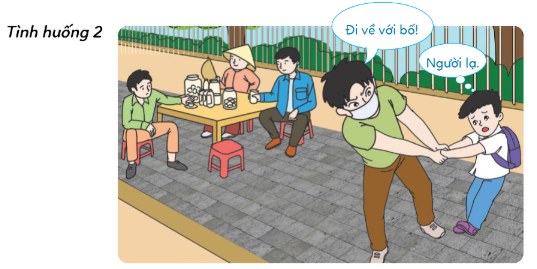 Tình huống 2
Đi về với bố!
Người lạ.